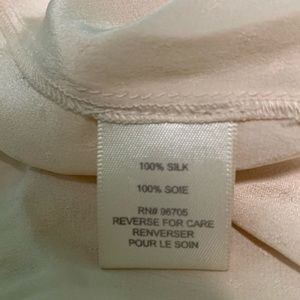 100% SILK
100% SOIE
RN# 96705
REVERSE FOR CARE
RENVERSER
POUR LE SOIN